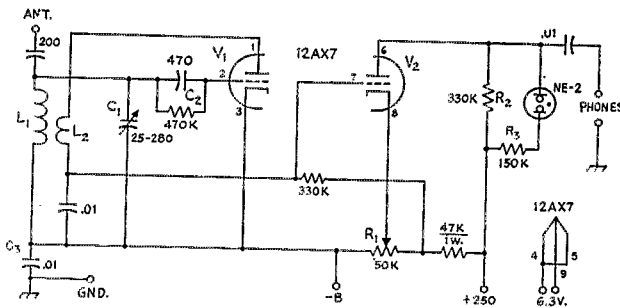 ANT.
200
L1
L2
C1
25-280
470
C2
470K
V1
1
2
3
12AX7
6
7
8
V2
330K
R2
.01
NE-2
PHONES
R3
150K
330K
.01
C3
.01
GND.
R1
50K
47K
1W.
-B
+250
12AX7
4
5
9
6.3V.